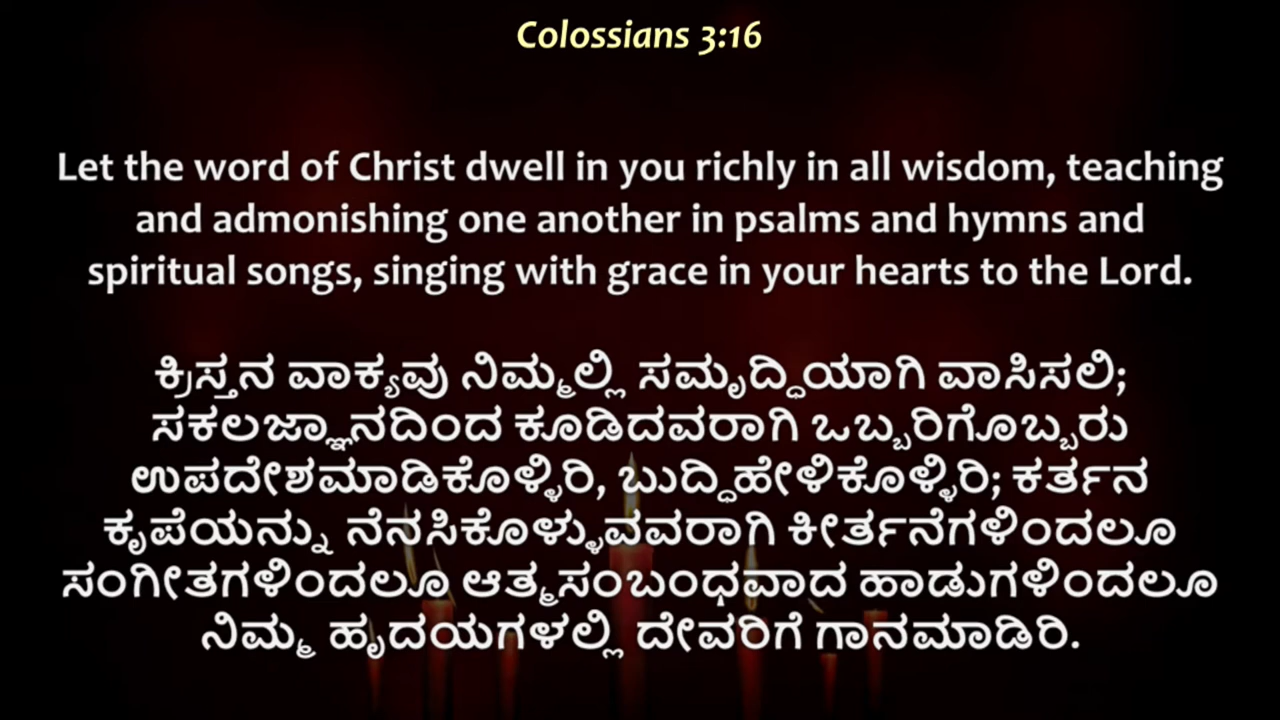 Colossians 3:16
Let the word of Christ dwell in you richly in all wisdom, teaching
and admonishing one another in psalms and hymns and
spiritual songs, singing with grace in your hearts to the Lord.
ಕ್ರಿಸ್ತನ ವಾಕ್ಯವು ನಿಮ್ಮಲ್ಲಿ ಸಮೃದ್ಧಿಯಾಗಿ ವಾಸಿಸಲಿ;
ಸಕಲಜ್ಞಾನದಿಂದ ಕೂಡಿದವರಾಗಿ ಒಬ್ಬರಿಗೊಬ್ಬರು
ಉಪದೇಶಮಾಡಿಕೊಳ್ಳಿರಿ, ಬುದ್ಧಿಹೇಳಿಕೊಳ್ಳಿರಿ; ಕರ್ತನ
ಕೃಪೆಯನ್ನು ನೆನಸಿಕೊಳ್ಳುವವರಾಗಿ ಕೀರ್ತನೆಗಳಿಂದಲೂ
ಸಂಗೀತಗಳಿಂದಲೂ ಆತ್ಮಸಂಬಂಧವಾದ ಹಾಡುಗಳಿಂದಲೂ
ನಿಮ್ಮ ಹೃದಯಗಳಲ್ಲಿ ದೇವರಿಗೆ ಗಾನಮಾಡಿರಿ.